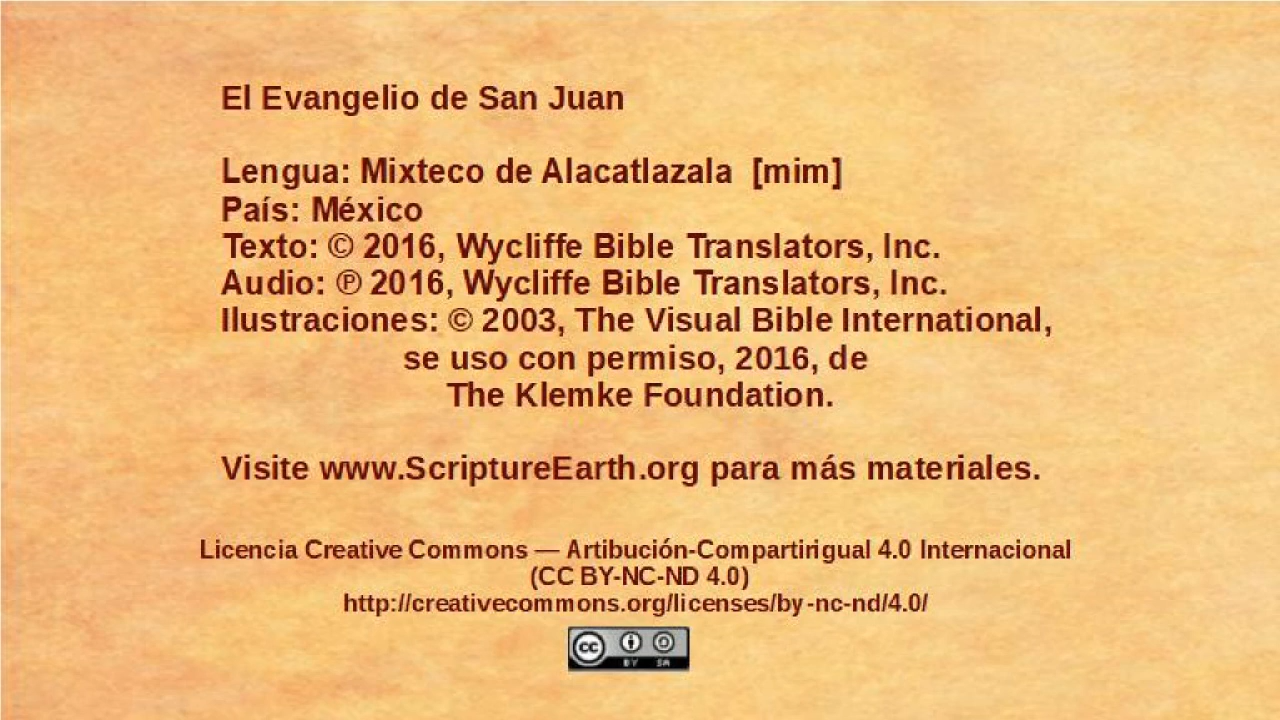 El Evangelio de San Juan
Lengua: Mixteco de Alacatlazala [mim]
País: México
Texto: © 2016, Wycliffe Bible Translators, Inc.
Audio: ℗ 2016, Wycliffe Bible Translators, Inc.
Ilustraciones: © 2003, The Visual Bible International,
se uso con permiso, 2016, de
The Klemke Foundation.
Visite www.ScriptureEarth.org para más materiales.
Licencia Creative Commons — Artibución-Compartirigual 4.0 Internacional
(CC BY-NC-ND 4.0)
http://creativecommons.org/licenses/by-nc-nd/4.0/
cc BY SA